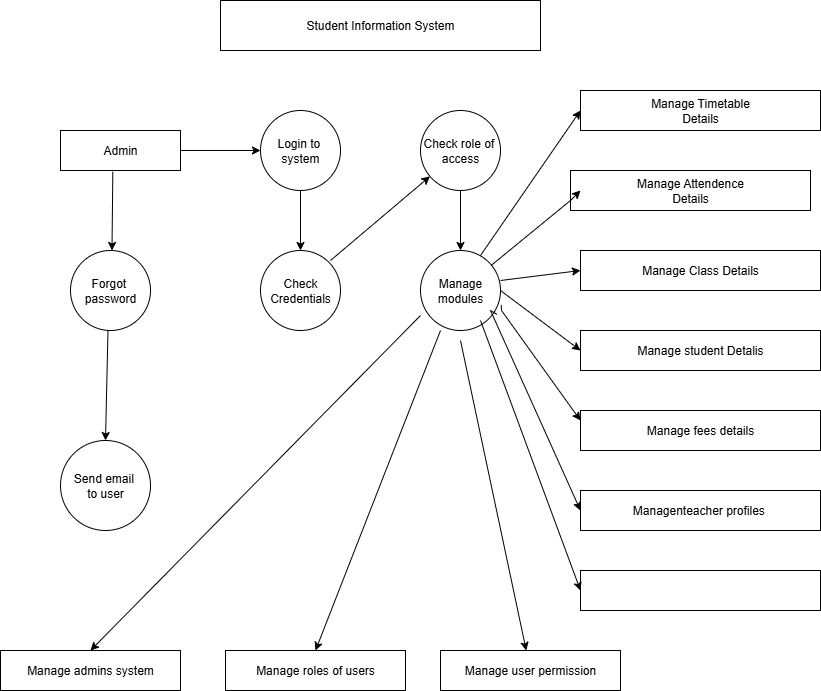 Student Information System
Admin
Login to
system
Check role of
access
Manage Timetable
Details
Manage Attendence
Details
Forgot
password
Check
Credentials
Manage
modules
Manage Class Details
Manage student Detalis
Manage fees details
Send email
to user
Managenteacher profiles
Manage admins system
Manage roles of users
Manage user permission